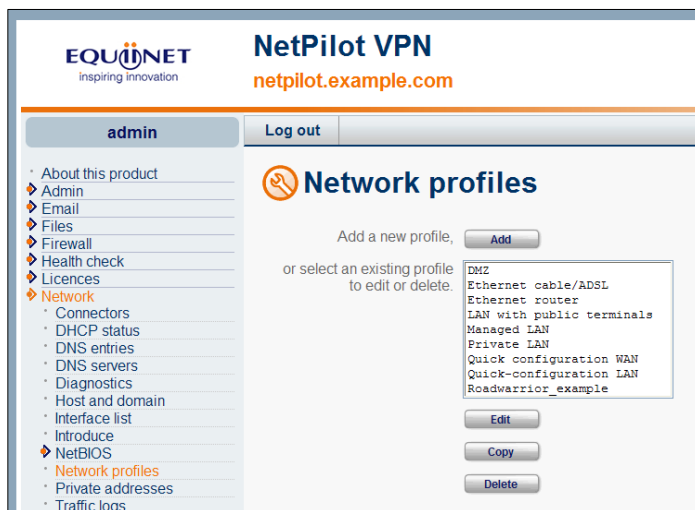 EQUiiNET
inspiring innovation
NetPilot VPN
netpilot.example.com
admin
Log out
About this product
Admin
Email
Files
Firewall
Health check
Licences
Network
Connectors
DHCP status
DNS entries
DNS servers
Diagnostics
Host and domain
Interface list
Introduce
NetBIOS
Network profiles
Private addresses
Traffic logs
Network profiles
Add a new profile,
Add
or select an existing profile
to edit or delete.
DMZ
Ethernet cable/ADSL
Ethernet router
LAN with public terminals
Managed LAN
Private LAN
Quick configuration WAN
Quick-configuration LAN
Roadwarrior_example
Edit
Copy
Delete